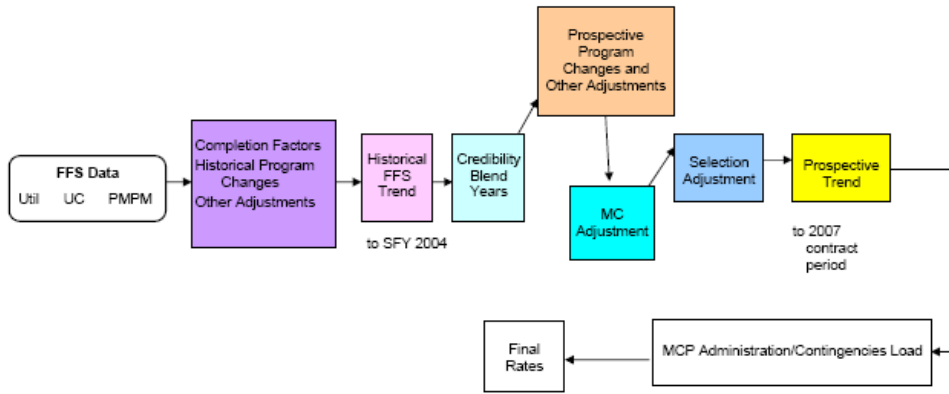 FFS Data
Util UC PMPM
Completion Factors
Historical Program
Changes
Other Adjustments
Historical
FFS
Trend
to SFY 2004
Credibility
Blend
Years
Prospective
Program
Changes and
Other Adjustments
MC
Adjustment
Selection
Adjustment
Prospective
Trend
to 2007
contract
period
MCP Administration/Contingencies Load
Final
Rates